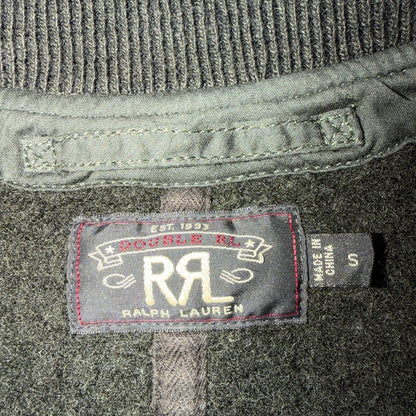 EST. 1993
DOUBLE RL
RRL
RALPH LAUREN
MADE IN
CHINA
S